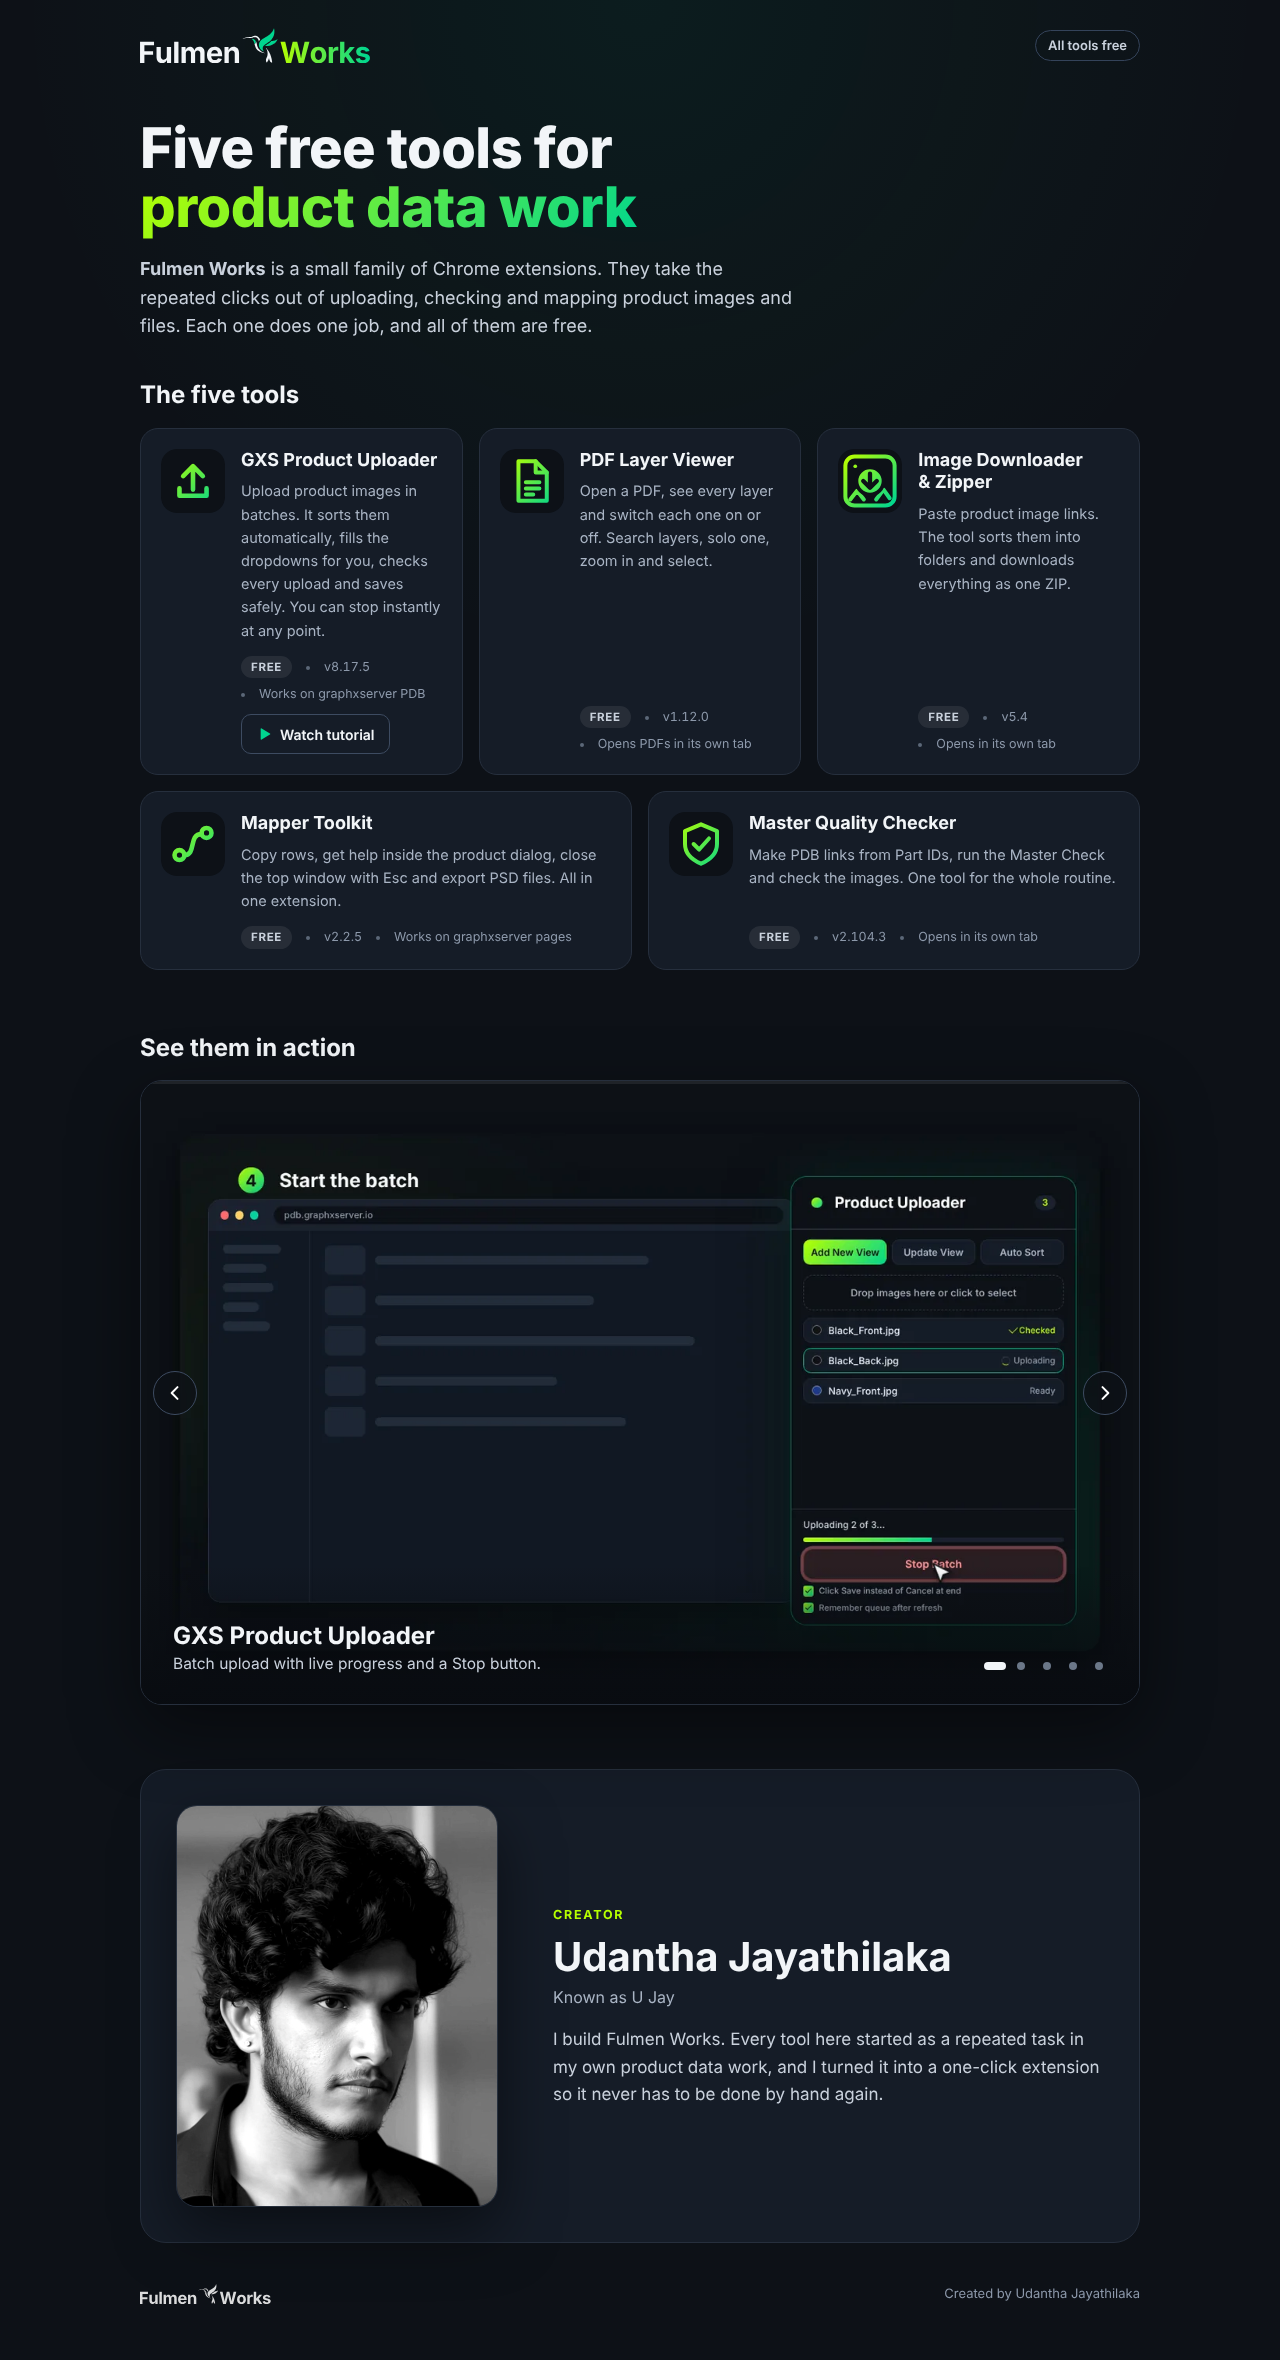 Fulmen Works
All tools free
Five free tools for
product data work
Fulmen Works is a small family of Chrome extensions. They take the
repeated clicks out of uploading, checking and mapping product images and
files. Each one does one job, and all of them are free.
The five tools
GXS Product Uploader
Upload product images in
batches. It sorts them
automatically, fills the
dropdowns for you, checks
every upload and saves
safely. You can stop instantly
at any point.
FREE • v8.17.5
• Works on graphxserver PDB
Watch tutorial
PDF Layer Viewer
Open a PDF, see every layer
and switch each one on or
off. Search layers, solo one,
zoom in and select.
FREE • v1.12.0
• Opens PDFs in its own tab
Image Downloader
& Zipper
Paste product image links.
The tool sorts them into
folders and downloads
everything as one ZIP.
FREE • v5.4
• Opens in its own tab
Mapper Toolkit
Copy rows, get help inside the product dialog, close
the top window with Esc and export PSD files. All in
one extension.
FREE • v2.2.5 • Works on graphxserver pages
Master Quality Checker
Make PDB links from Part IDs, run the Master Check
and check the images. One tool for the whole routine.
FREE • v2.104.3 • Opens in its own tab
See them in action
4 Start the batch
pdb.graphxserver.io
Product Uploader 3
Add New View Update View Auto Sort
Drop images here or click to select
Black_Front.jpg Checked
Black_Back.jpg Uploading
Navy_Front.jpg Ready
Uploading 2 of 3...
Stop Batch
Click Save instead of Cancel at end
Remember queue after refresh
GXS Product Uploader
Batch upload with live progress and a Stop button.
CREATOR
Udantha Jayathilaka
Known as U Jay
I build Fulmen Works. Every tool here started as a repeated task in
my own product data work, and I turned it into a one-click extension
so it never has to be done by hand again.
Fulmen Works
Created by Udantha Jayathilaka